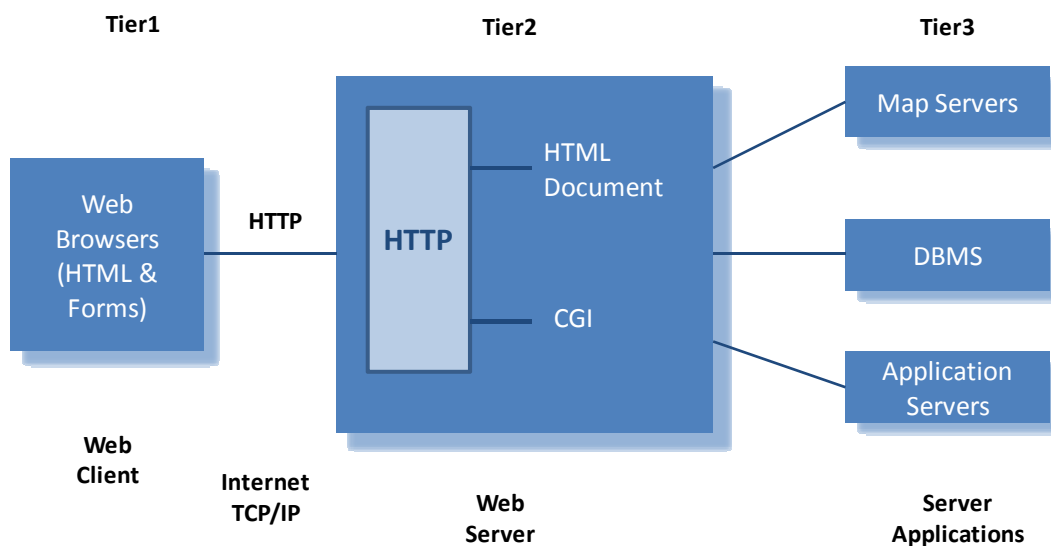 Tier1
Tier2
Tier3
Web
Browsers
(HTML &
Forms)
HTTP
HTTP
HTML
Document
CGI
Map Servers
DBMS
Application
Servers
Web
Client
Internet
TCP/IP
Web
Server
Server
Applications